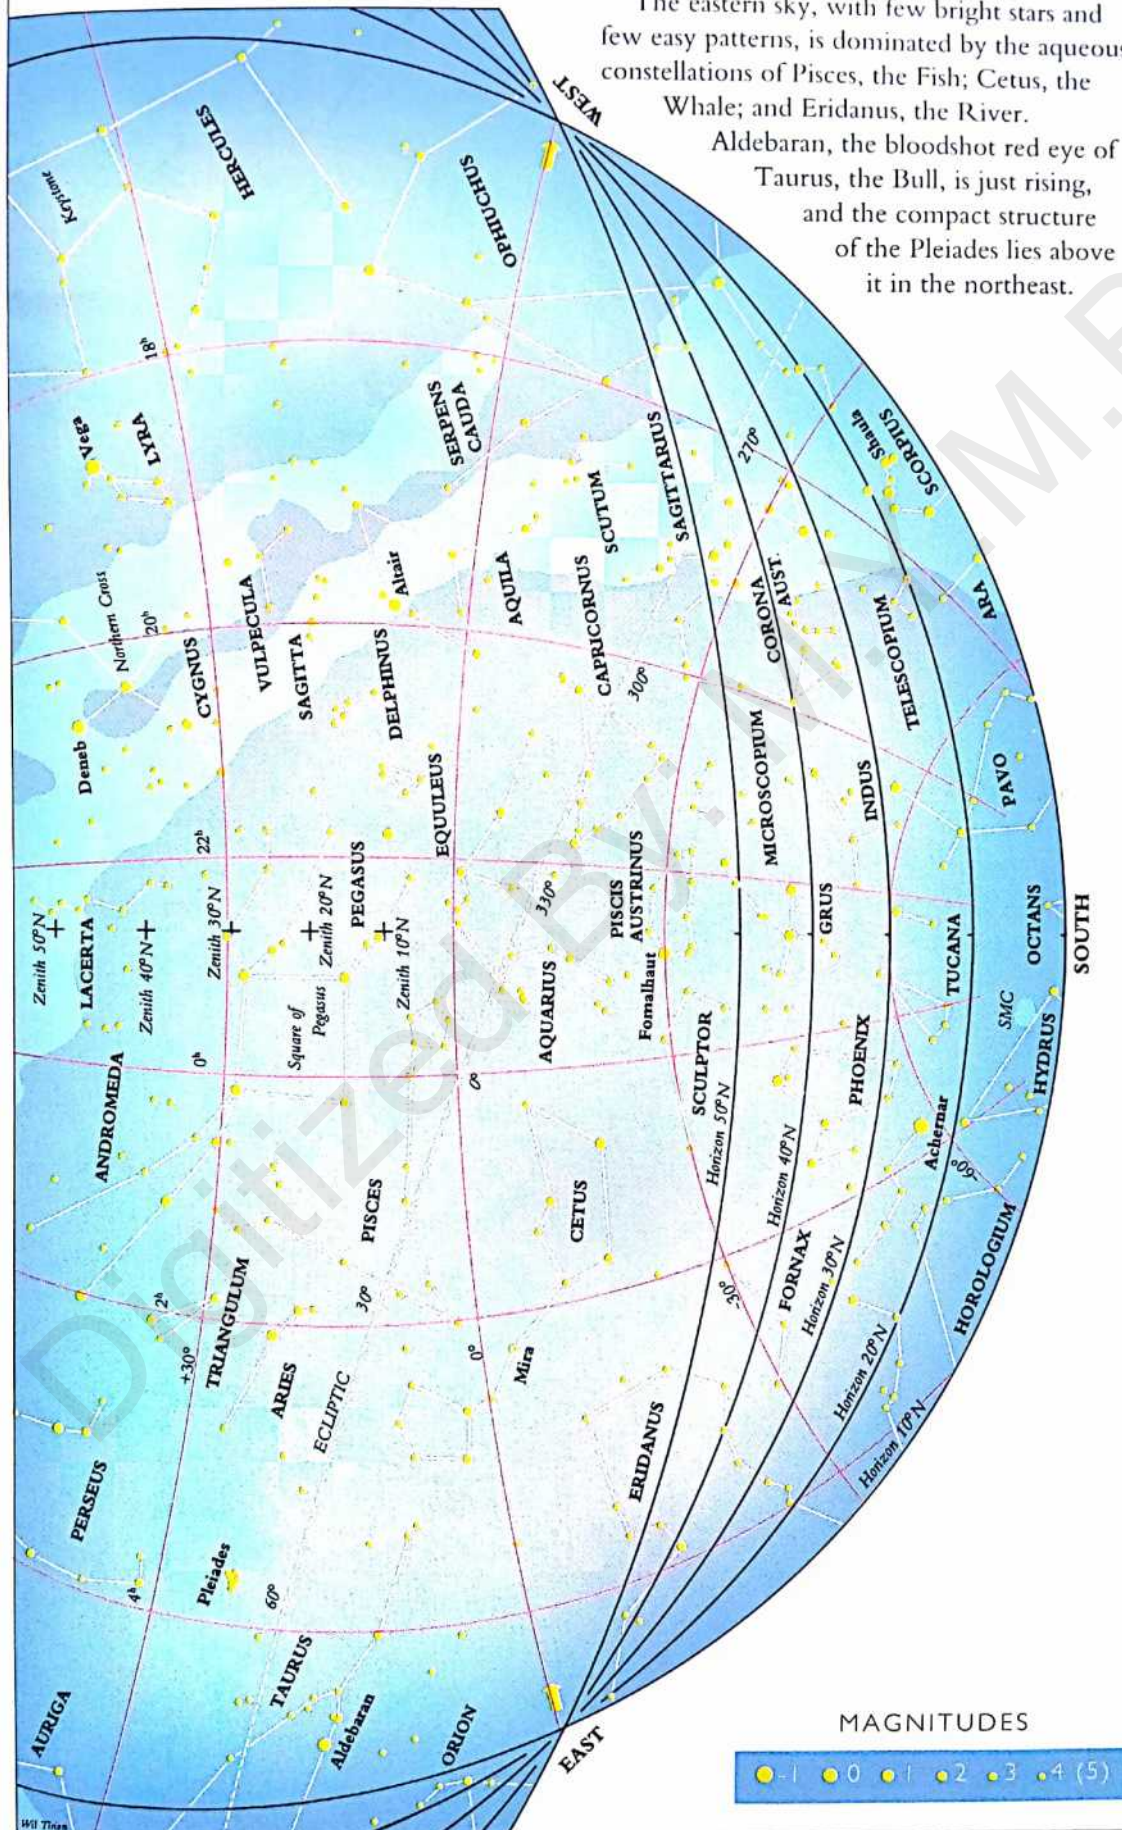 The eastern sky, with few bright stars and
few easy patterns, is dominated by the aqueous
constellations of Pisces, the Fish; Cetus, the
Whale; and Eridanus, the River.
Aldebaran, the bloodshot red eye of
Taurus, the Bull, is just rising,
and the compact structure
of the Pleiades lies above
it in the northeast.
WEST
HERCULES
Keystone
OPHIUCHUS
18h
Vega
LYRA
SERPENS
CAUDA
SAGITTARIUS
270°
Shaula
SCORPIUS
SCUTUM
Northern Cross
20h
CYGNUS
VULPECULA
SAGITTA
Altair
DELPHINUS
AQUILA
CAPRICORNUS
300°
CORONA
AUST.
TELESCOPIUM
ARA
Deneb
22h
EQUULEUS
MICROSCOPIUM
INDUS
PAVO
Zenith 50°N
LACERTA
Zenith 40°N
Zenith 30°N
Zenith 20°N
PEGASUS
Zenith 10°N
330°
PISCIS
AUSTRINUS
GRUS
TUCANA
OCTANS
SOUTH
Square of
Pegasus
AQUARIUS
Fomalhaut
SCULPTOR
PHOENIX
SMC
HYDRUS
ANDROMEDA
0h
0°
Horizon 50°N
Achernar
-60°
PISCES
CETUS
Horizon 40°N
2h
+30°
TRIANGULUM
30°
0°
Mira
-30°
FORNAX
Horizon 30°N
HOROLOGIUM
ARIES
ECLIPTIC
Horizon 20°N
Horizon 10°N
PERSEUS
ERIDANUS
Pleiades
4h
60°
TAURUS
Aldebaran
ORION
AURIGA
EAST
Wil Tirion
MAGNITUDES
-1 0 1 2 3 4 (5)
Digitized By: M.Y.M.